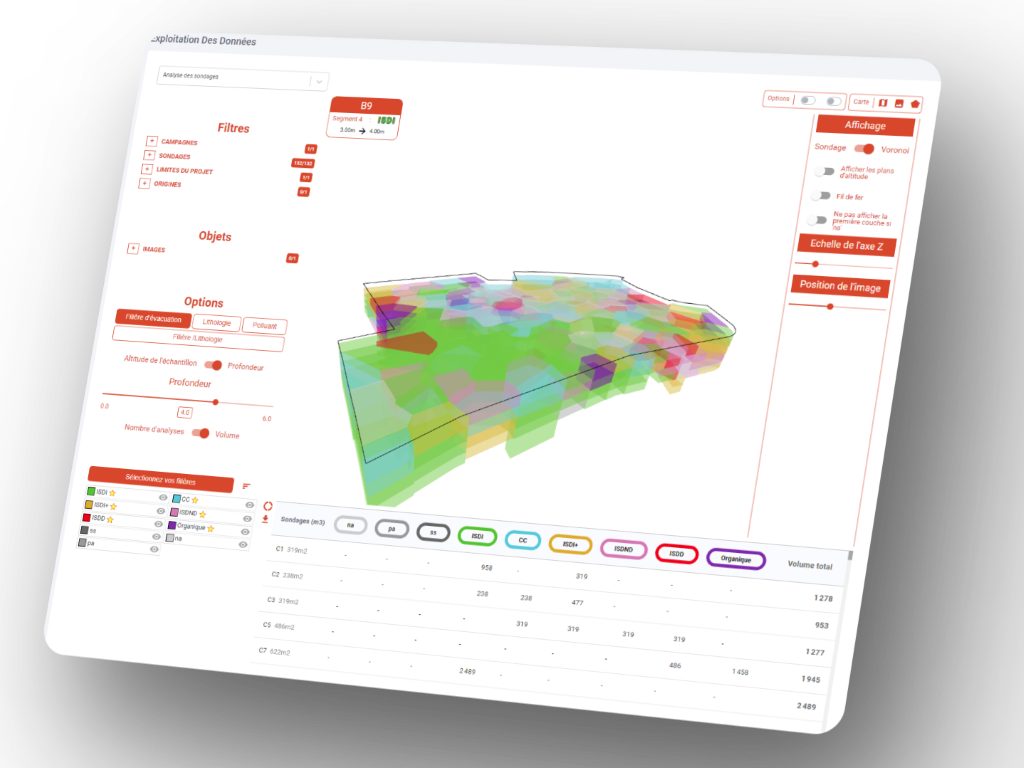 Exploitation Des Données
Analyse des sondages
B9
Segment 4 ISDI
3.00m ➔ 4.00m
Options
Carte
Filtres
+ CAMPAGNES 1/1
+ SONDAGES 132/132
+ LIMITES DU PROJET 1/1
+ ORIGINES 0/1
Objets
+ IMAGES 0/1
Options
Filière d'évacuation Lithologie Polluant
Filière /Lithologie
Altitude de l'échantillon Profondeur
Profondeur
0.0 4.0 6.0
Nombre d'analyses Volume
Sélectionnez vos filières
ISDI CC
ISDI+ ISDND
ISDD Organique
ss na
pa
Affichage
Sondage Voronoï
Afficher les plans
d'altitude
Fil de fer
Ne pas afficher la
première couche si
'na'
Echelle de l'axe Z
Position de l'image
Sondages (m3) na pa ss ISDI CC ISDI+ ISDND ISDD Organique Volume total
C1 319m2 - - - 958 - 319 - - - 1 278
C2 238m2 - - - 238 238 477 - - - 953
C3 319m2 - - - - 319 319 319 319 - 1 277
C5 486m2 - - - - - - - 486 1 458 1 945
C7 622m2 - - - 2 489 - - - - - 2 489